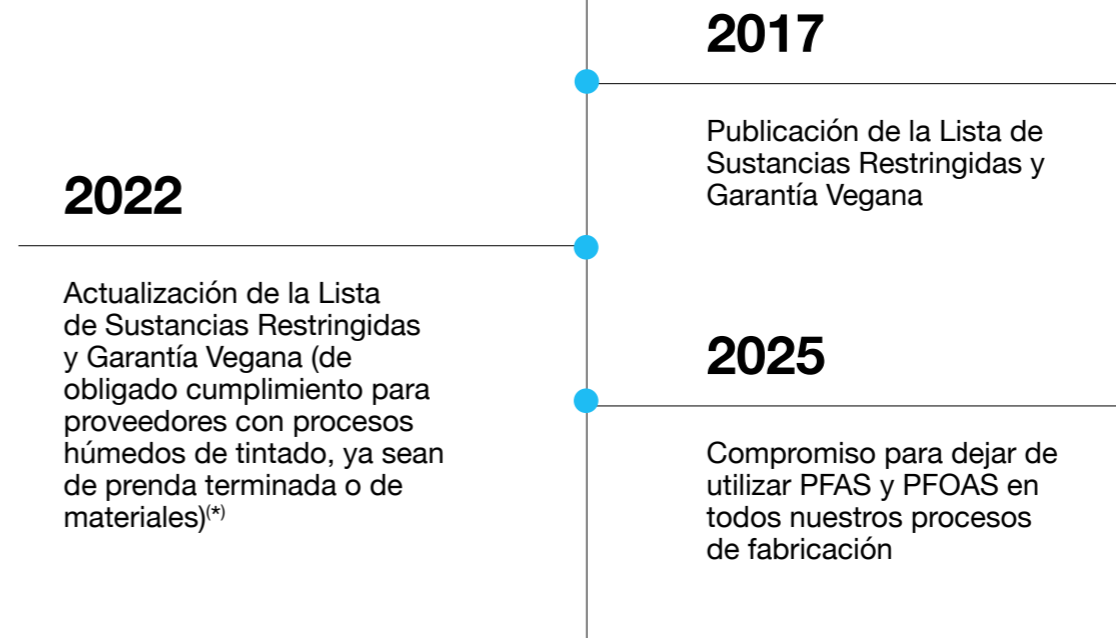 2017
Publicación de la Lista de
Sustancias Restringidas y
Garantía Vegana
2022
Actualización de la Lista
de Sustancias Restringidas
y Garantía Vegana (de
obligado cumplimiento para
proveedores con procesos
húmedos de tintado, ya sean
de prenda terminada o de
materiales)(*)
2025
Compromiso para dejar de
utilizar PFAS y PFOAS en
todos nuestros procesos
de fabricación